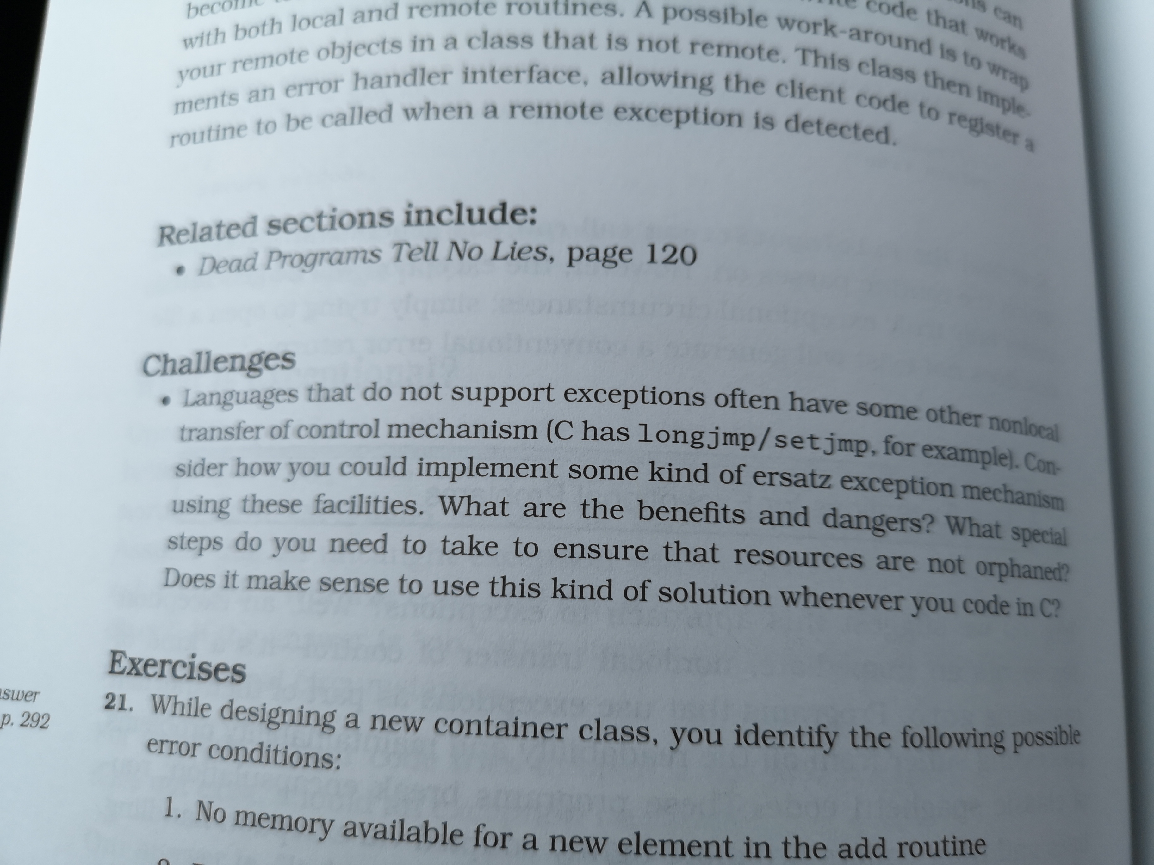 code that works
with both local and remote routines. A possible work-around is to wrap
your remote objects in a class that is not remote. This class then imple-
ments an error handler interface, allowing the client code to register a
routine to be called when a remote exception is detected.
Related sections include:
• Dead Programs Tell No Lies, page 120
Challenges
• Languages that do not support exceptions often have some other nonlocal
transfer of control mechanism (C has longjmp/setjmp, for example). Con-
sider how you could implement some kind of ersatz exception mechanism
using these facilities. What are the benefits and dangers? What special
steps do you need to take to ensure that resources are not orphaned?
Does it make sense to use this kind of solution whenever you code in C?
Exercises
swer
p. 292
21. While designing a new container class, you identify the following possible
error conditions:
1. No memory available for a new element in the add routine